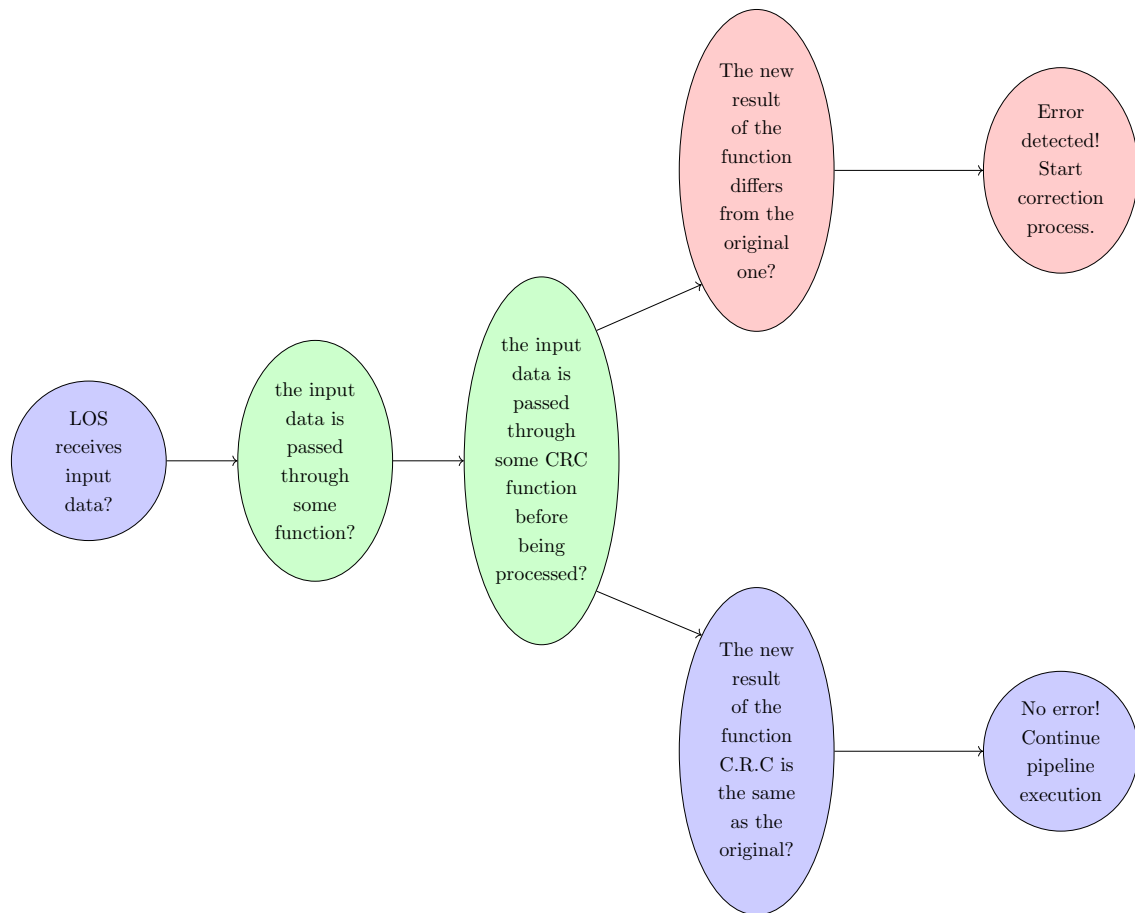 LOS
receives
input
data?
the input
data is
passed
through
some
function?
the input
data is
passed
through
some CRC
function
before
being
processed?
The new
result
of the
function
differs
from the
original
one?
Error
detected!
Start
correction
process.
The new
result
of the
function
C.R.C is
the same
as the
original?
No error!
Continue
pipeline
execution